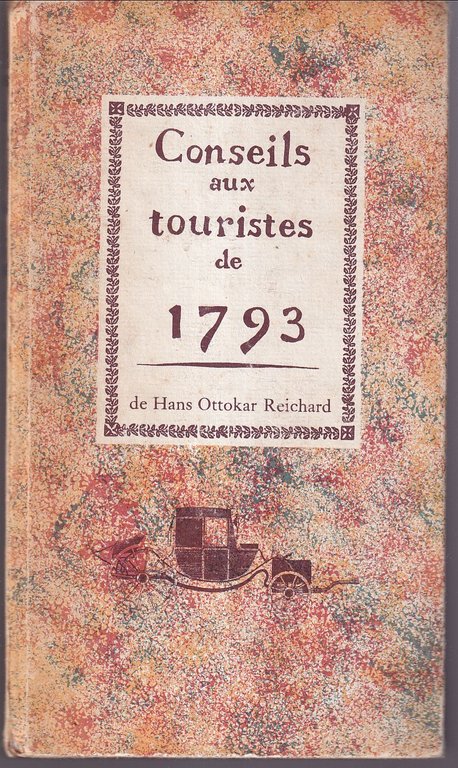 Conseils
aux
touristes
de
1793
de Hans Ottokar Reichard